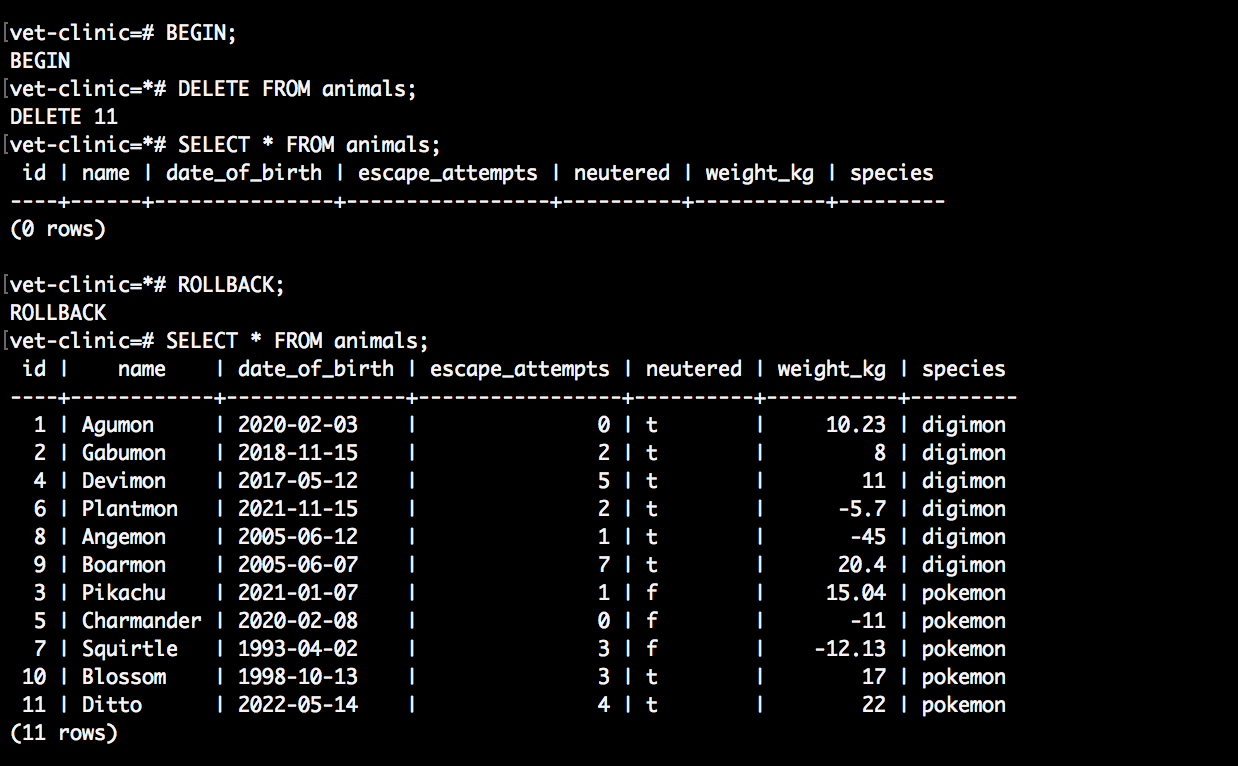 [vet-clinic=# BEGIN;
BEGIN
[vet-clinic=*# DELETE FROM animals;
DELETE 11
[vet-clinic=*# SELECT * FROM animals;
 id | name | date_of_birth | escape_attempts | neutered | weight_kg | species
----+------+---------------+-----------------+----------+-----------+---------
(0 rows)

[vet-clinic=*# ROLLBACK;
ROLLBACK
[vet-clinic=# SELECT * FROM animals;
 id |    name    | date_of_birth | escape_attempts | neutered | weight_kg | species
----+------------+---------------+-----------------+----------+-----------+---------
  1 | Agumon     | 2020-02-03    |               0 | t        |     10.23 | digimon
  2 | Gabumon    | 2018-11-15    |               2 | t        |         8 | digimon
  4 | Devimon    | 2017-05-12    |               5 | t        |        11 | digimon
  6 | Plantmon   | 2021-11-15    |               2 | t        |      -5.7 | digimon
  8 | Angemon    | 2005-06-12    |               1 | t        |       -45 | digimon
  9 | Boarmon    | 2005-06-07    |               7 | t        |      20.4 | digimon
  3 | Pikachu    | 2021-01-07    |               1 | f        |     15.04 | pokemon
  5 | Charmander | 2020-02-08    |               0 | f        |       -11 | pokemon
  7 | Squirtle   | 1993-04-02    |               3 | f        |    -12.13 | pokemon
 10 | Blossom    | 1998-10-13    |               3 | t        |        17 | pokemon
 11 | Ditto      | 2022-05-14    |               4 | t        |        22 | pokemon
(11 rows)